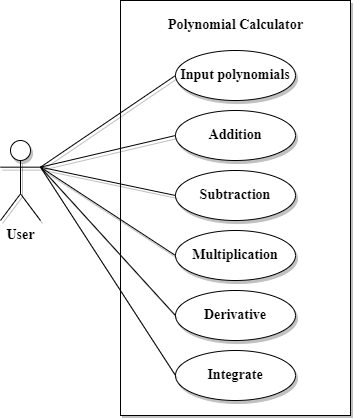 Polynomial Calculator
Input polynomials
Addition
Subtraction
User
Multiplication
Derivative
Integrate